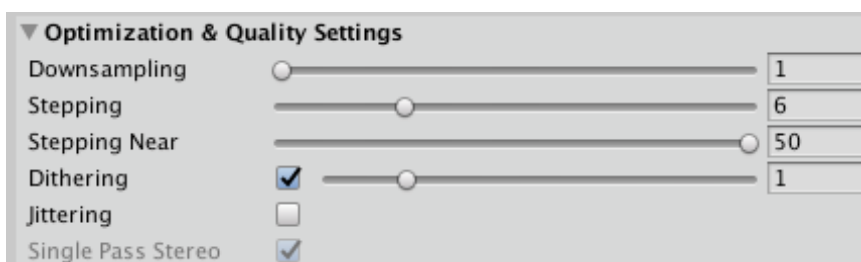 Optimization & Quality Settings
Downsampling 1
Stepping 6
Stepping Near 50
Dithering 1
Jittering
Single Pass Stereo